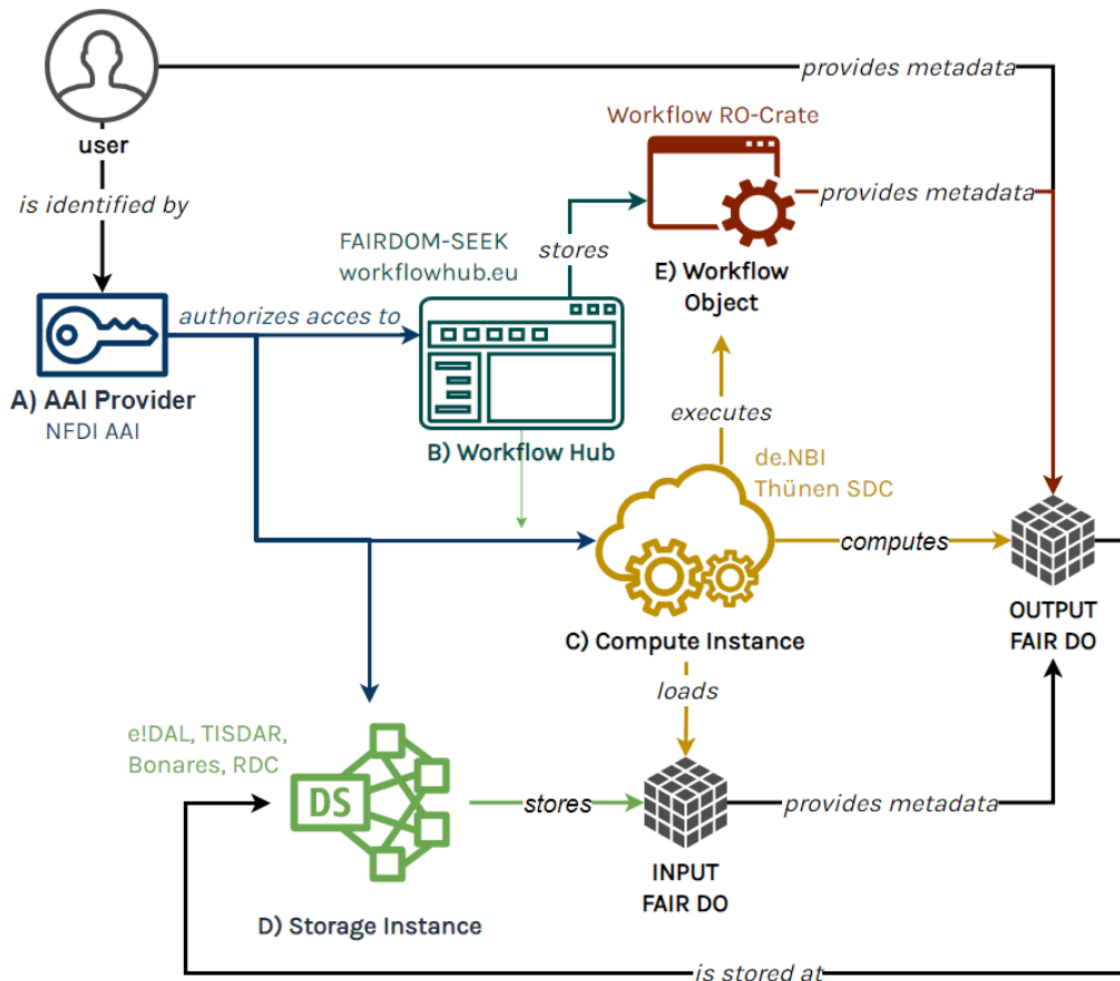 provides metadata
user
is identified by
Workflow RO-Crate
provides metadata
FAIRDOM-SEEK
workflowhub.eu
stores
E) Workflow
Object
authorizes acces to
A) AAI Provider
NFDI AAI
executes
B) Workflow Hub
de.NBI
Thünen SDC
computes
OUTPUT
FAIR DO
C) Compute Instance
loads
e!DAL, TISDAR,
Bonares, RDC
DS
stores
provides metadata
INPUT
FAIR DO
D) Storage Instance
is stored at